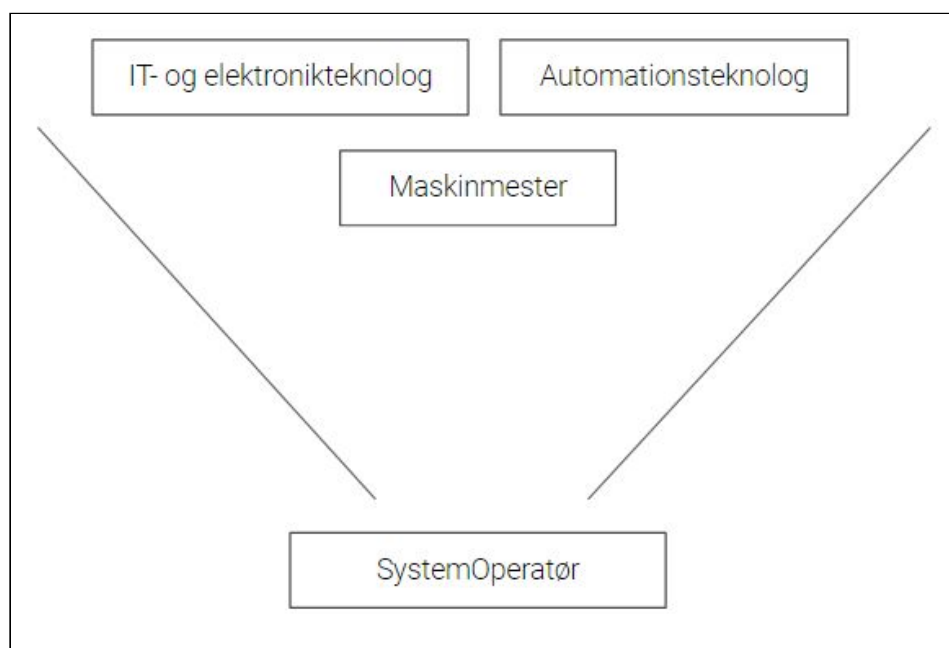 IT- og elektronikteknolog
Automationsteknolog
Maskinmester
SystemOperatør